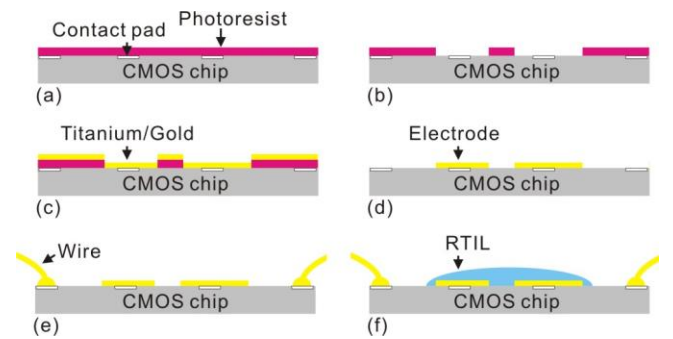 Contact pad
Photoresist
CMOS chip
(a)
CMOS chip
(b)
Titanium/Gold
CMOS chip
(c)
Electrode
CMOS chip
(d)
Wire
CMOS chip
(e)
RTIL
CMOS chip
(f)